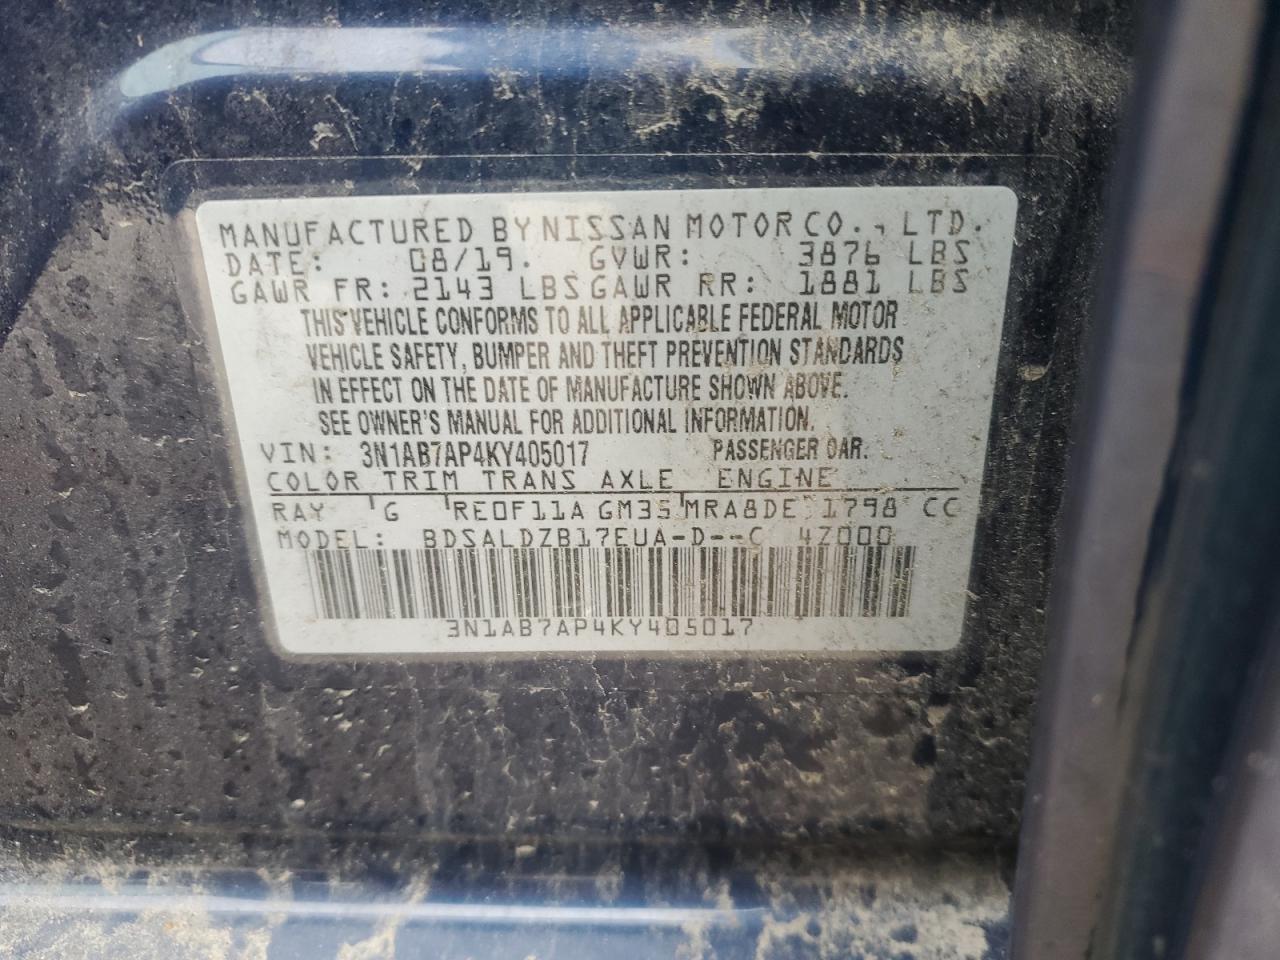 MANUFACTURED BY NISSAN MOTOR CO., LTD.
DATE: 08/19. GVWR: 3876 LBS
GAWR FR: 2143 LBS GAWR RR: 1881 LBS
THIS VEHICLE CONFORMS TO ALL APPLICABLE FEDERAL MOTOR
VEHICLE SAFETY, BUMPER AND THEFT PREVENTION STANDARDS
IN EFFECT ON THE DATE OF MANUFACTURE SHOWN ABOVE.
SEE OWNER'S MANUAL FOR ADDITIONAL INFORMATION.
VIN: 3N1AB7AP4KY405017 PASSENGER CAR.
COLOR TRIM TRANS AXLE ENGINE
RAY G RE0F11A GM35 MRA8DE 1798 CC
MODEL: BDSALDZB17EUA-D--C 4Z000
3N1AB7AP4KY405017